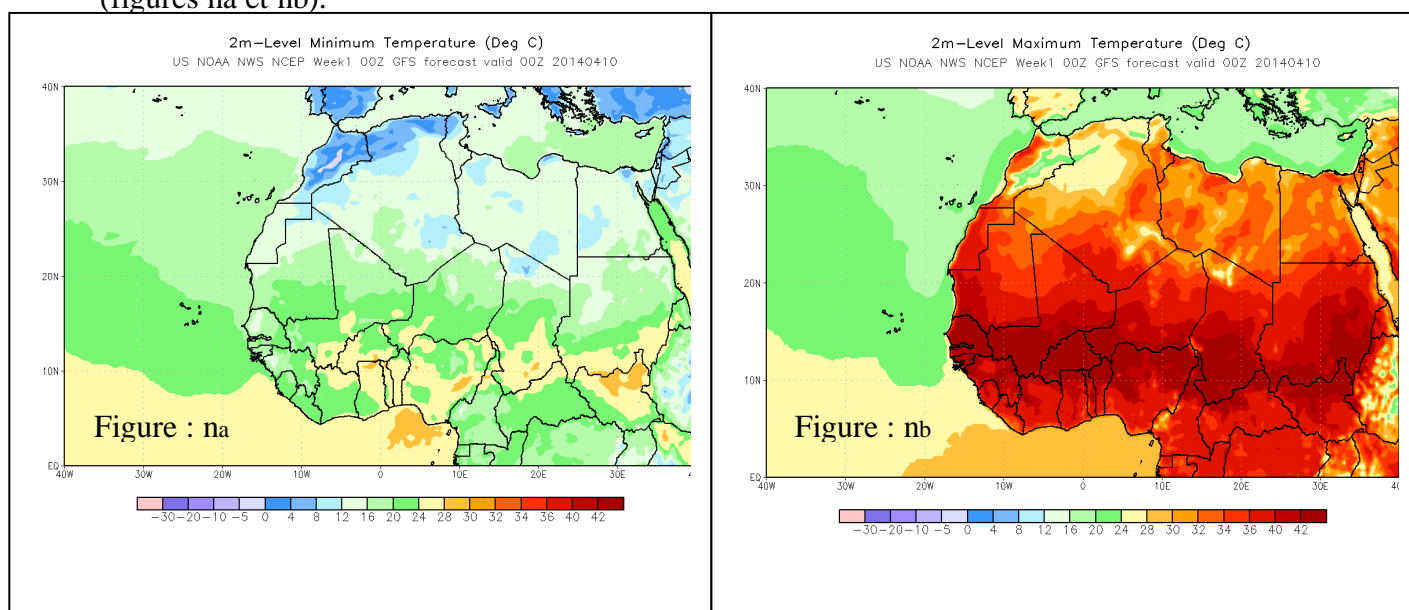 (figures na et nb).
2m-Level Minimum Temperature (Deg C)
US NOAA NWS NCEP Week1 00Z GFS forecast valid 00Z 20140410
40N
30N
20N
10N
EQ
40W 30W 20W 10W 0 10E 20E 30E
Figure : na
-30 -20 -10 -5 0 4 8 12 16 20 24 28 30 32 34 36 40 42
2m-Level Maximum Temperature (Deg C)
US NOAA NWS NCEP Week1 00Z GFS forecast valid 00Z 20140410
40N
30N
20N
10N
EQ
40W 30W 20W 10W 0 10E 20E 30E
Figure : nb
-30 -20 -10 -5 0 4 8 12 16 20 24 28 30 32 34 36 40 42